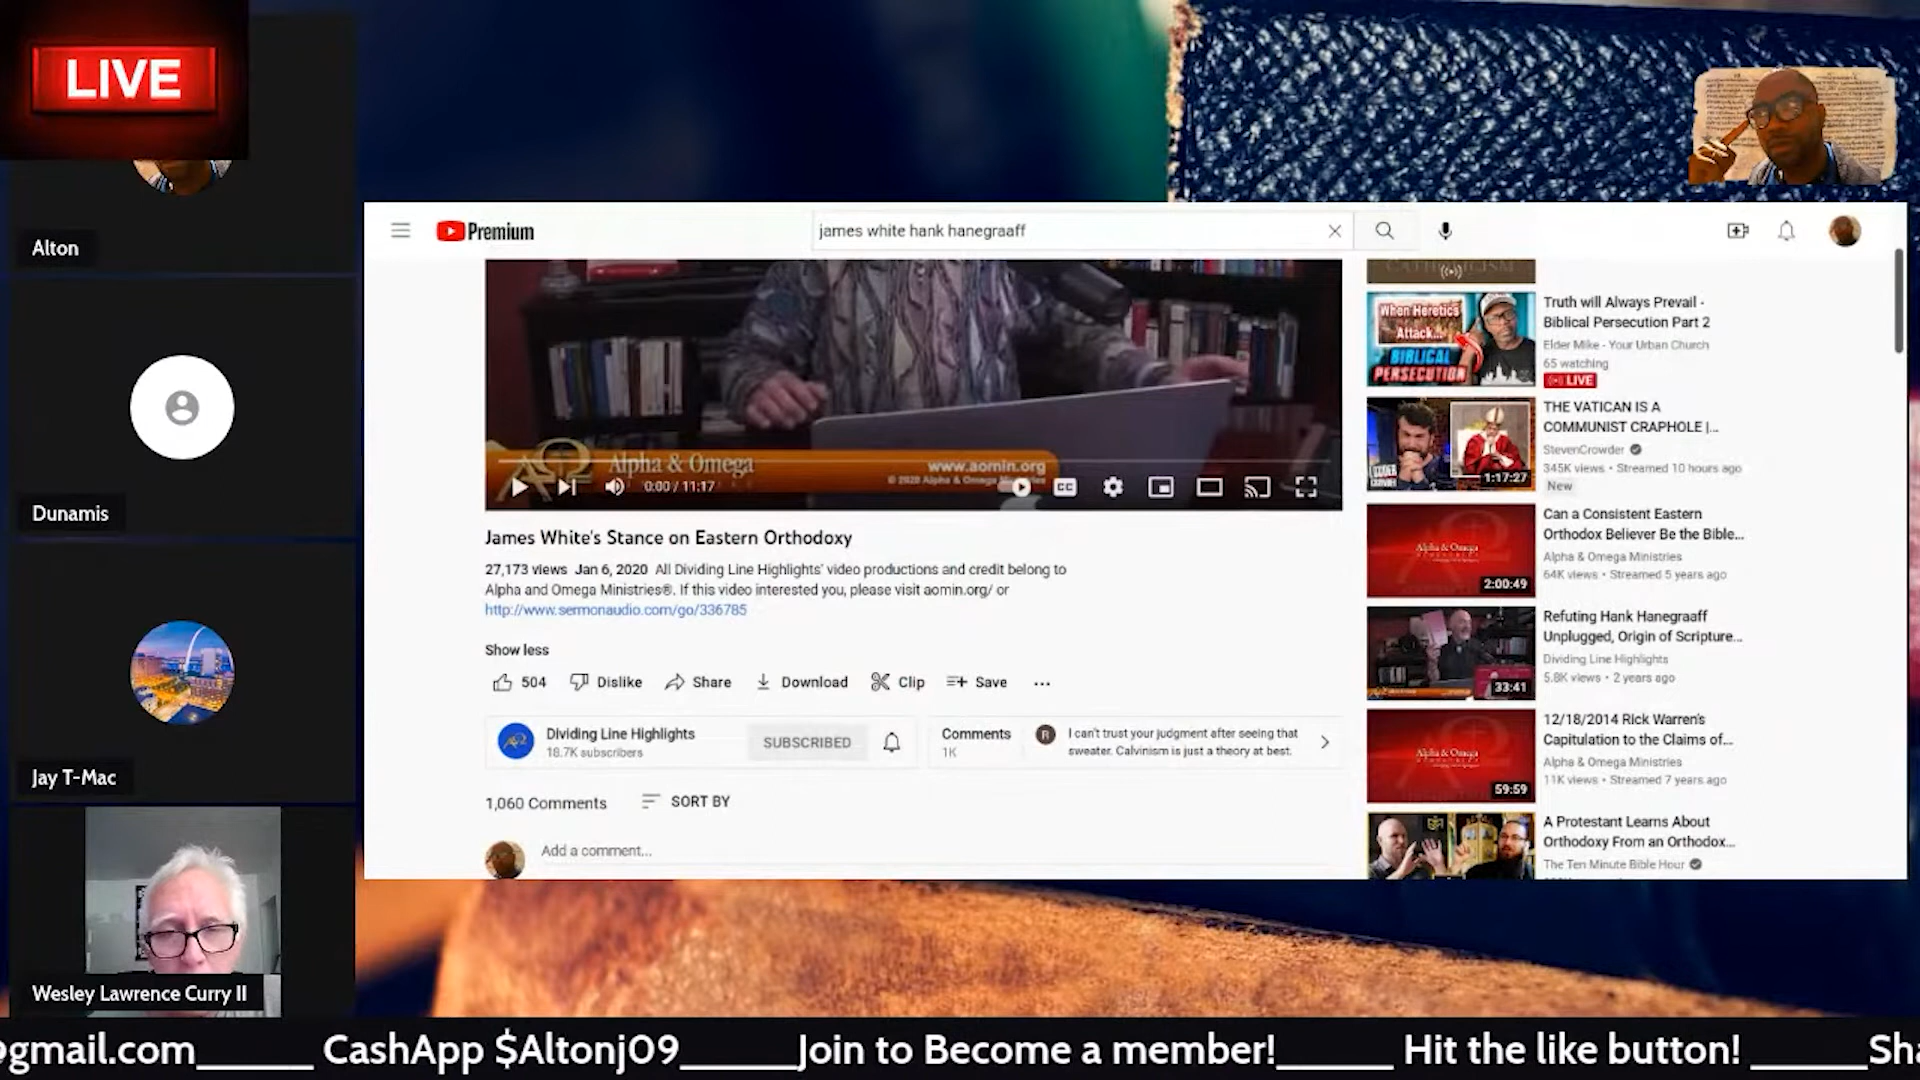 LIVE
Alton
Dunamis
Jay T-Mac
Wesley Lawrence Curry II
Premium
james white hank hanegraaff
Alpha & Omega
www.aomin.org
0:00 / 11:17
CC
James White's Stance on Eastern Orthodoxy
27,173 views Jan 6, 2020 All Dividing Line Highlights' video productions and credit belong to
Alpha and Omega Ministries®. If this video interested you, please visit aomin.org/ or
http://www.sermonaudio.com/go/336785
Show less
504 Dislike Share Download Clip Save ...
Dividing Line Highlights
18.7K subscribers
SUBSCRIBED
Comments
1K
R
I can't trust your judgment after seeing that
sweater. Calvinism is just a theory at best.
1,060 Comments SORT BY
Add a comment...
When Heretics
Attack...
BIBLICAL
PERSECUTION
Truth will Always Prevail -
Biblical Persecution Part 2
Elder Mike - Your Urban Church
65 watching
LIVE
1:17:27
THE VATICAN IS A
COMMUNIST CRAPHOLE |...
StevenCrowder
345K views • Streamed 10 hours ago
New
Alpha & Omega
2:00:49
Can a Consistent Eastern
Orthodox Believer Be the Bible...
Alpha & Omega Ministries
64K views • Streamed 5 years ago
33:41
Refuting Hank Hanegraaff
Unplugged, Origin of Scripture...
Dividing Line Highlights
5.8K views • 2 years ago
Alpha & Omega
59:59
12/18/2014 Rick Warren's
Capitulation to the Claims of...
Alpha & Omega Ministries
11K views • Streamed 7 years ago
A Protestant Learns About
Orthodoxy From an Orthodox...
The Ten Minute Bible Hour
@gmail.com______ CashApp $Altonj09______Join to Become a member!______ Hit the like button! ______Sha